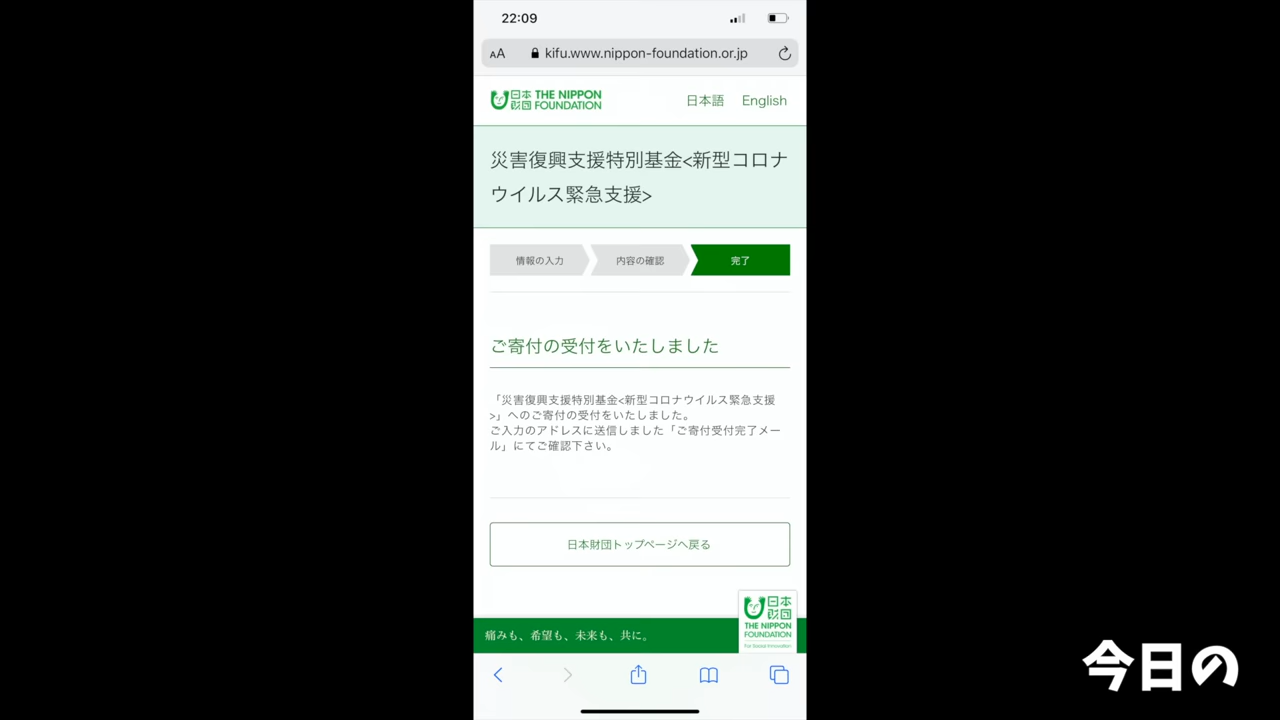 22:09
AA kifu.www.nippon-foundation.or.jp
日本財団 THE NIPPON FOUNDATION
日本語 English
災害復興支援特別基金<新型コロナ
ウイルス緊急支援>
情報の入力 内容の確認 完了
ご寄付の受付をいたしました
「災害復興支援特別基金<新型コロナウイルス緊急支援
>」へのご寄付の受付をいたしました。
ご入力のアドレスに送信しました「ご寄付受付完了メー
ル」にてご確認下さい。
日本財団トップページへ戻る
日本
財団
THE NIPPON
FOUNDATION
For Social Innovation
痛みも、希望も、未来も、共に。
今日の